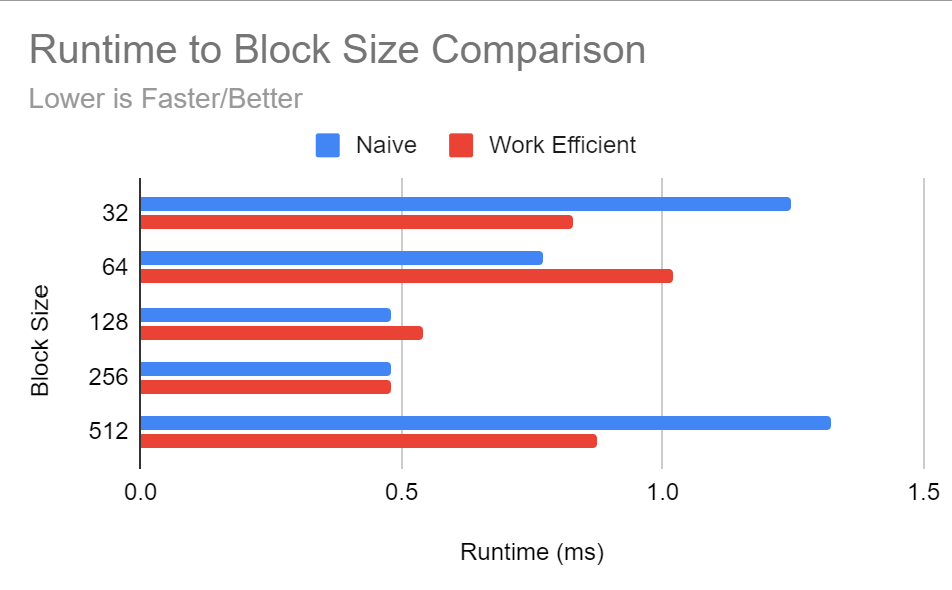 Runtime to Block Size Comparison
Lower is Faster/Better
Naive
Work Efficient
Block Size
32
64
128
256
512
0.0
0.5
1.0
1.5
Runtime (ms)